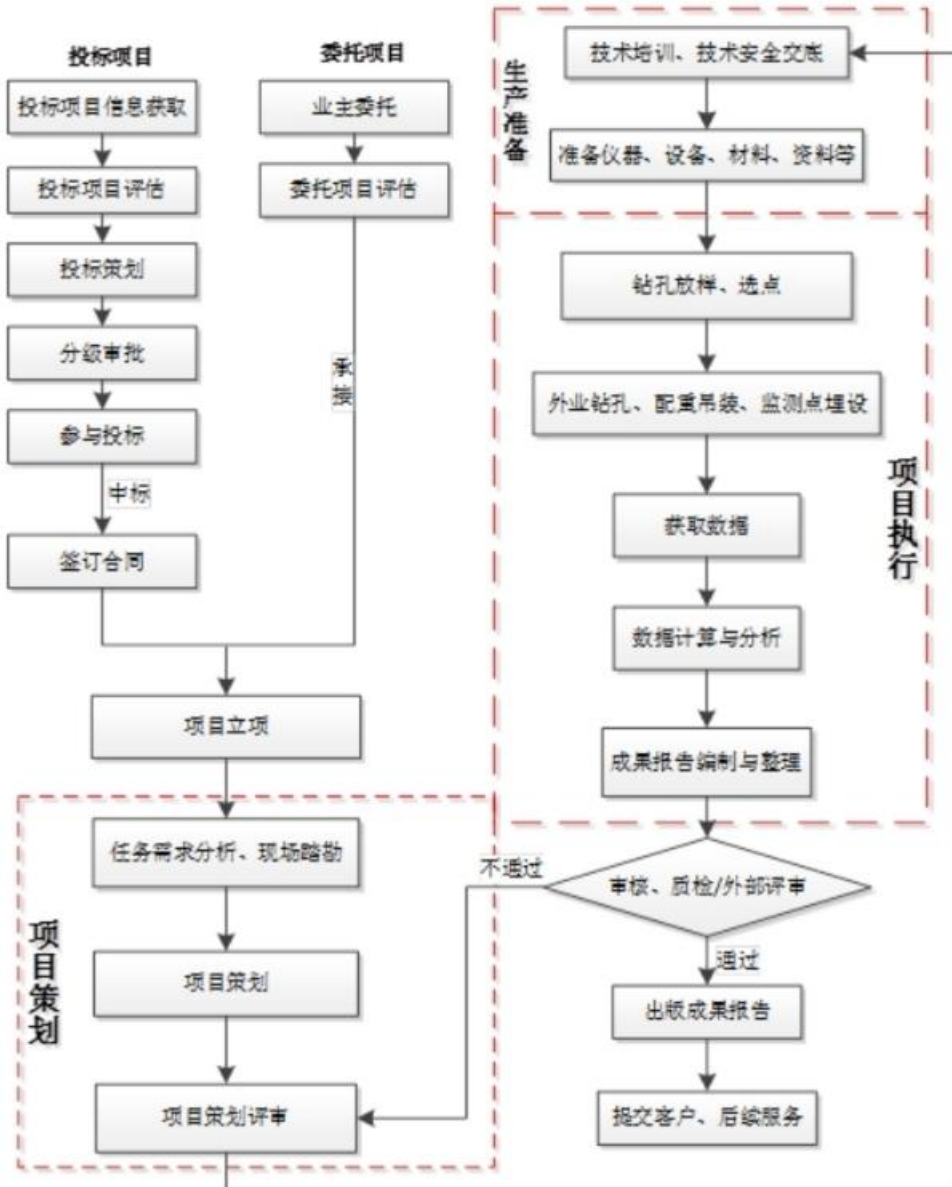 投标项目
投标项目信息获取
投标项目评估
投标策划
分级审批
参与投标
中标
签订合同
委托项目
业主委托
委托项目评估
承接
项目立项
项目策划
任务需求分析、现场踏勘
项目策划
项目策划评审
生产准备
技术培训、技术安全交底
准备仪器、设备、材料、资料等
项目执行
钻孔放样、选点
外业钻孔、配重吊装、监测点埋设
获取数据
数据计算与分析
成果报告编制与整理
审核、质检/外部评审
不通过
通过
出版成果报告
提交客户、后续服务